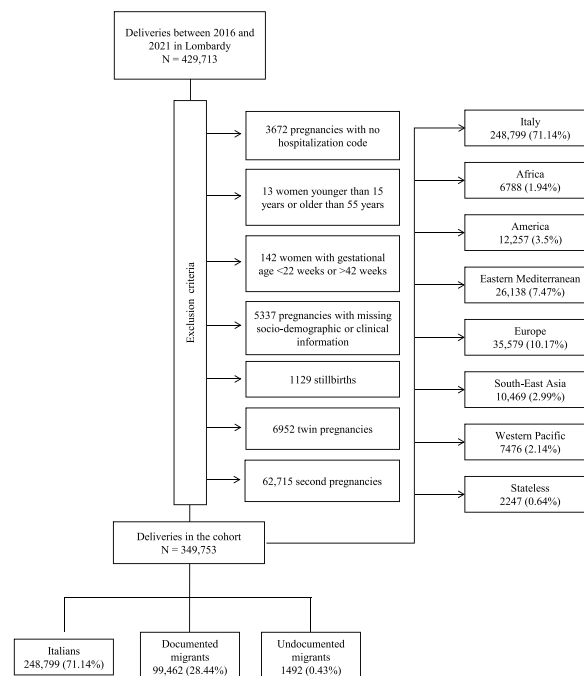 Deliveries between 2016 and
2021 in Lombardy
N = 429,713
Exclusion criteria
3672 pregnancies with no
hospitalization code
13 women younger than 15
years or older than 55 years
142 women with gestational
age <22 weeks or >42 weeks
5337 pregnancies with missing
socio-demographic or clinical
information
1129 stillbirths
6952 twin pregnancies
62,715 second pregnancies
Italy
248,799 (71.14%)
Africa
6788 (1.94%)
America
12,257 (3.5%)
Eastern Mediterranean
26,138 (7.47%)
Europe
35,579 (10.17%)
South-East Asia
10,469 (2.99%)
Western Pacific
7476 (2.14%)
Stateless
2247 (0.64%)
Deliveries in the cohort
N = 349,753
Italians
248,799 (71.14%)
Documented
migrants
99,462 (28.44%)
Undocumented
migrants
1492 (0.43%)